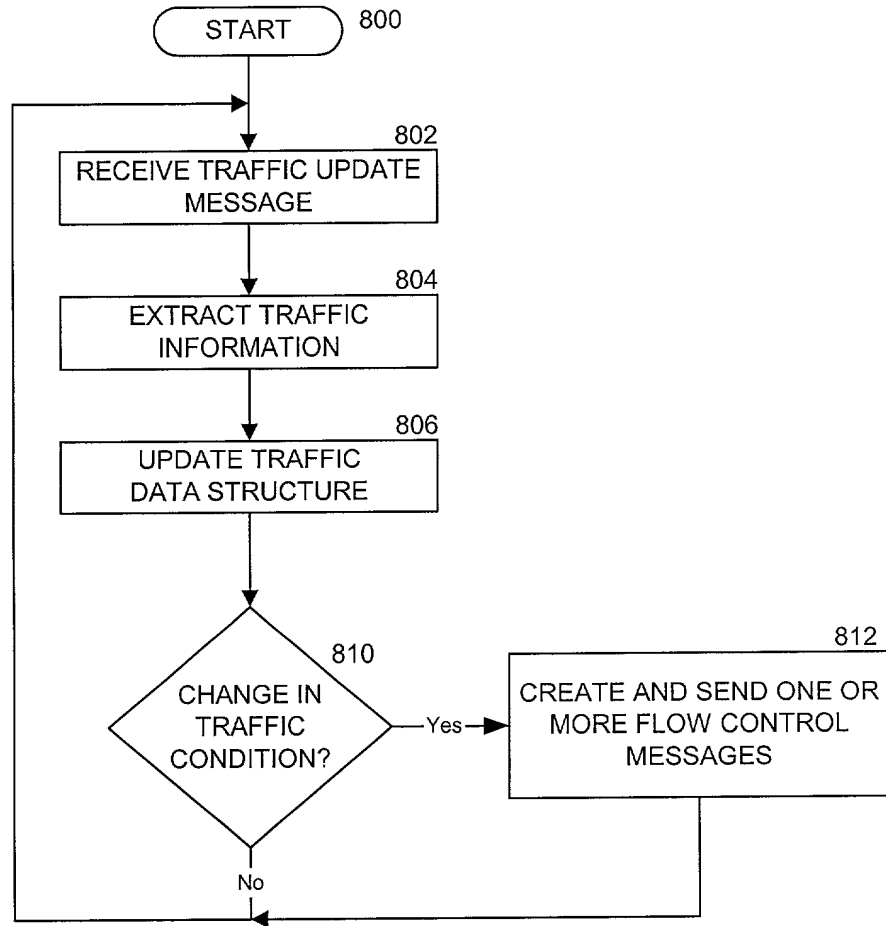 START
800
802
RECEIVE TRAFFIC UPDATE
MESSAGE
804
EXTRACT TRAFFIC
INFORMATION
806
UPDATE TRAFFIC
DATA STRUCTURE
810
CHANGE IN
TRAFFIC
CONDITION?
Yes
812
CREATE AND SEND ONE OR
MORE FLOW CONTROL
MESSAGES
No